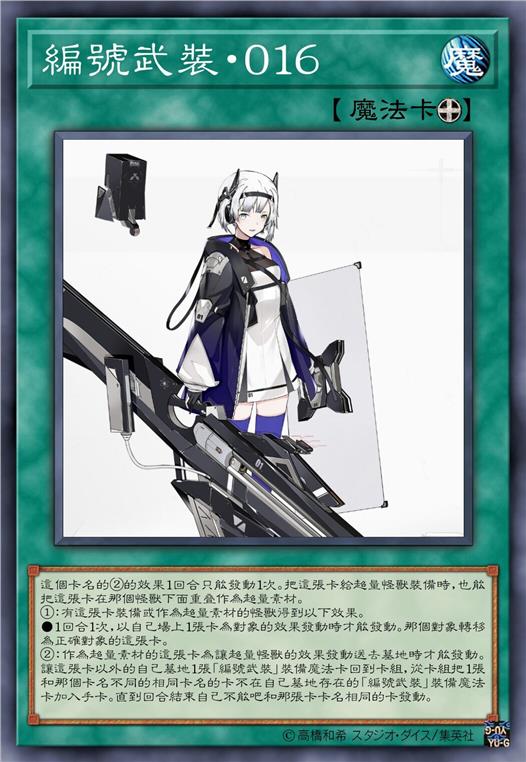 編號武裝·016
魔
【魔法卡】
01
01
這個卡名的②的效果1回合只能發動1次。把這張卡給超量怪獸裝備時,也能
把這張卡在那個怪獸下面重疊作為超量素材。
①:有這張卡裝備或作為超量素材的怪獸得到以下效果。
●1回合1次,以自己場上1張卡為對象的效果發動時才能發動。那個對象轉移
為正確對象的這張卡。
②:作為超量素材的這張卡為讓超量怪獸的效果發動送去墓地時才能發動。
讓這張卡以外的自己墓地1張「編號武裝」裝備魔法卡回到卡組,從卡組把1張
和那個卡名不同的相同卡名的卡不在自己墓地存在的「編號武裝」裝備魔法
卡加入手卡。直到回合結束自己不能吧和那張卡卡名相同的卡發動。
©高橋和希 スタジオ·ダイス/集英社
YU-G
YU-G